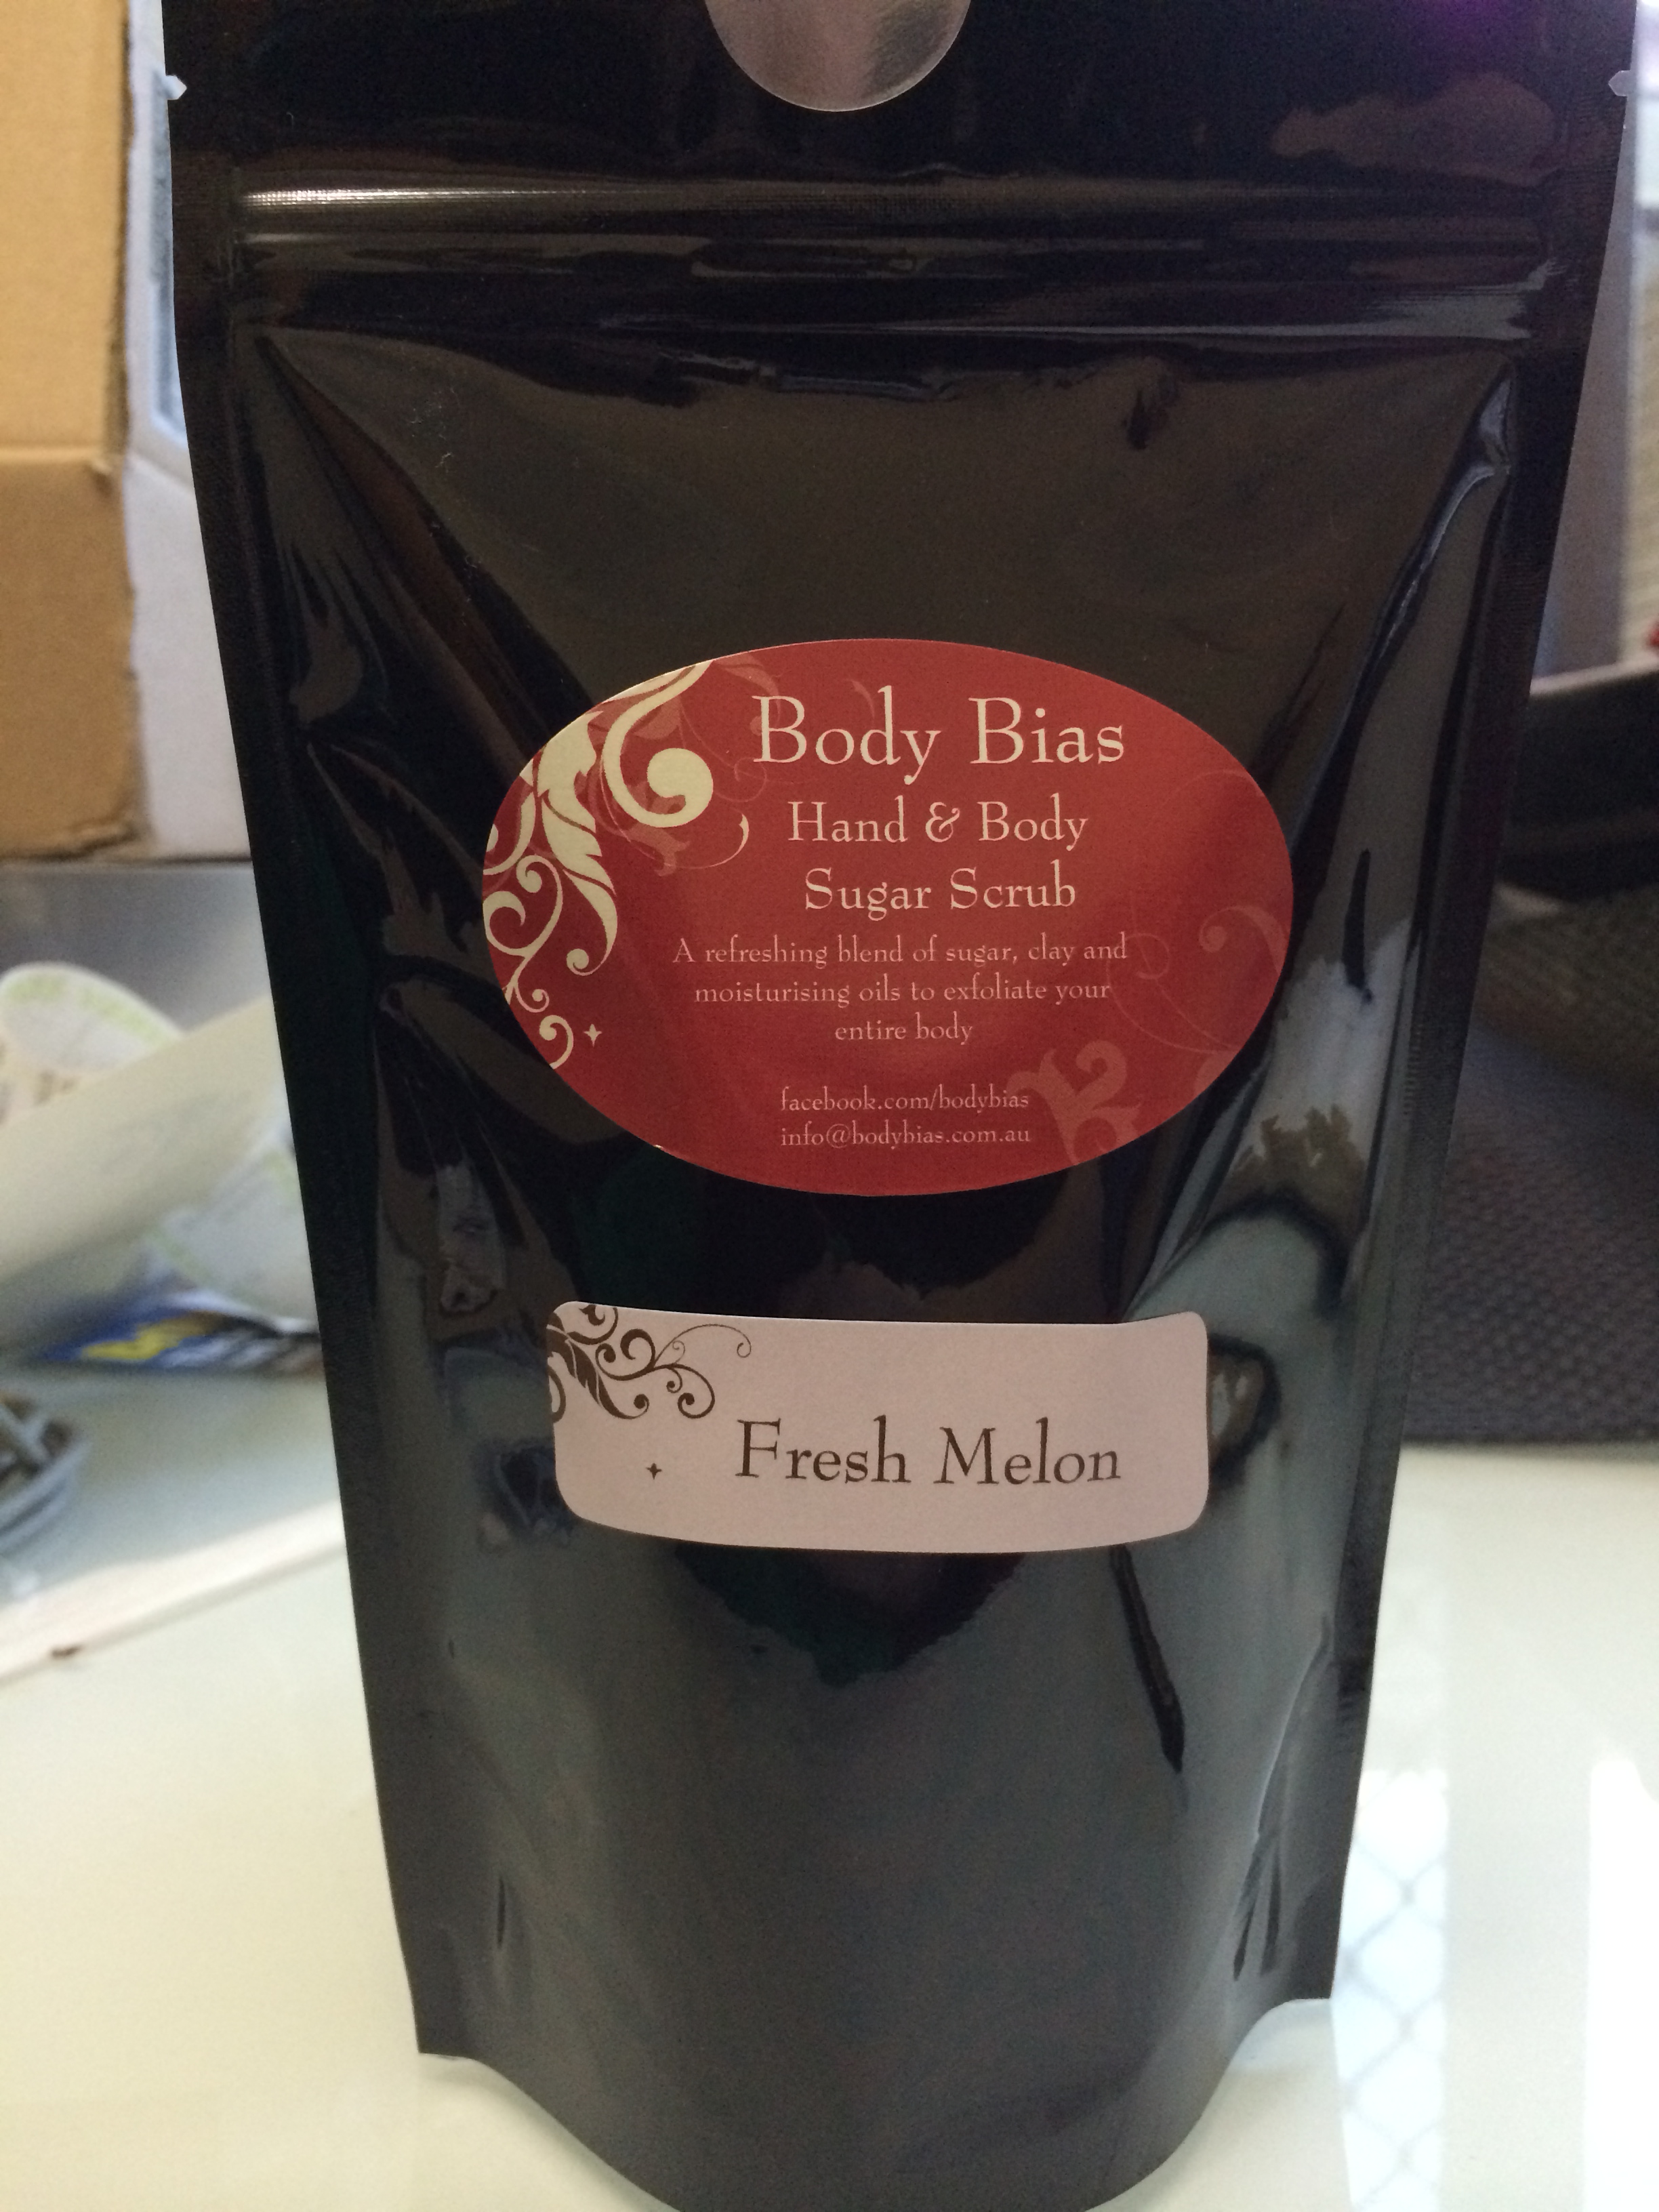 Body Bias
Hand & Body
Sugar Scrub
A refreshing blend of sugar, clay and
moisturising oils to exfoliate your
entire body
facebook.com/bodybias
info@bodybias.com.au
Fresh Melon